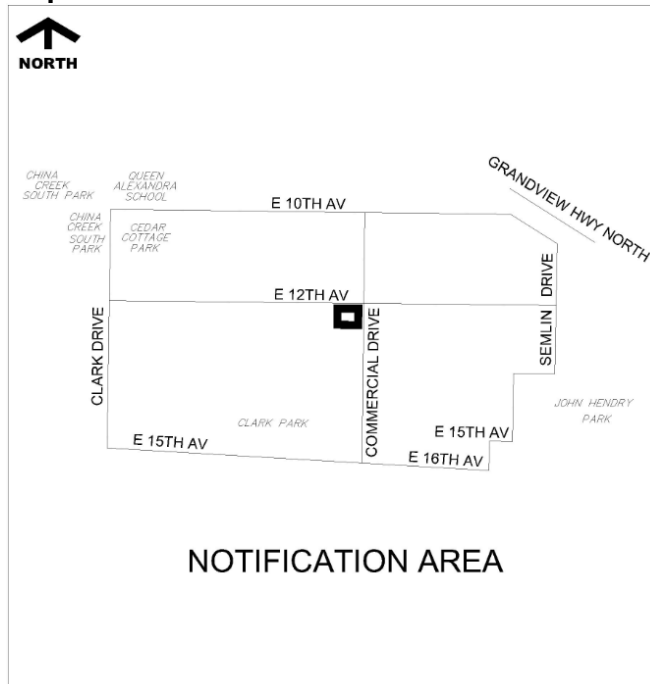 NORTH
CHINA
CREEK
SOUTH PARK
QUEEN
ALEXANDRA
SCHOOL
GRANDVIEW HWY NORTH
E 10TH AV
CHINA
CREEK
SOUTH
PARK
CEDAR
COTTAGE
PARK
E 12TH AV
SEMLIN DRIVE
CLARK DRIVE
COMMERCIAL DRIVE
JOHN HENDRY
PARK
CLARK PARK
E 15TH AV
E 15TH AV
E 16TH AV
NOTIFICATION AREA